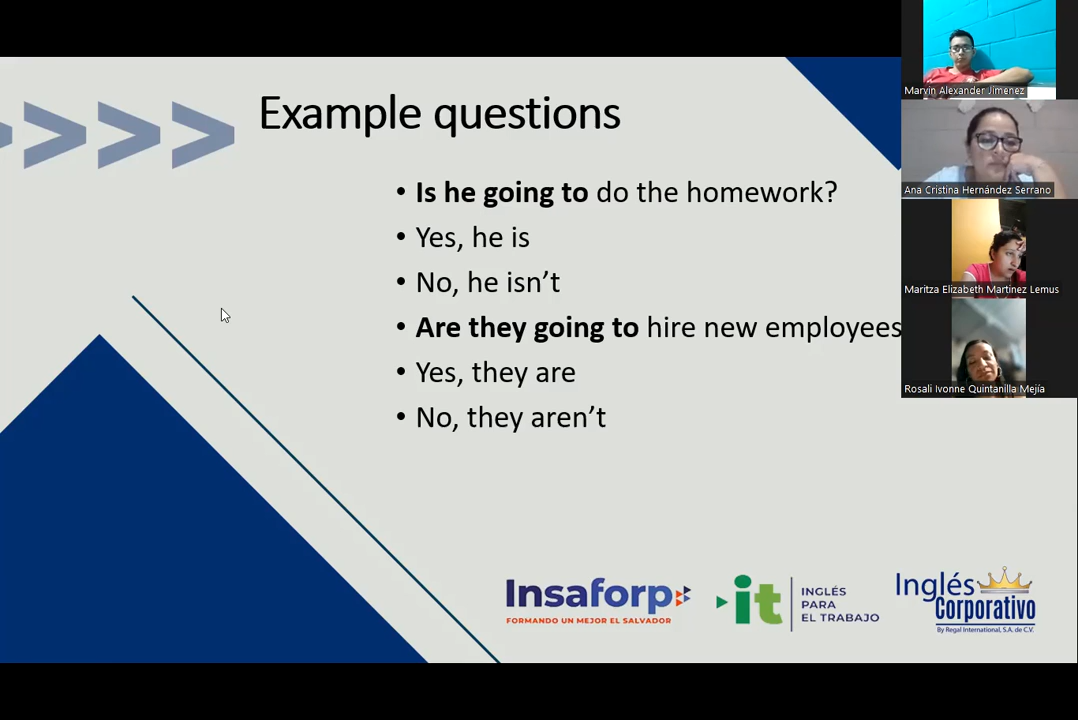 Example questions
• Is he going to do the homework?
• Yes, he is
• No, he isn’t
• Are they going to hire new employees
• Yes, they are
• No, they aren’t
Marvin Alexander Jimenez
Ana Cristina Hernández Serrano
Maritza Elizabeth Martinez Lemus
Rosali Ivonne Quintanilla Mejía
Insaforp
FORMANDO UN MEJOR EL SALVADOR
it
INGLÉS
PARA
EL TRABAJO
Inglés
Corporativo
By Regal International, S.A. de C.V.